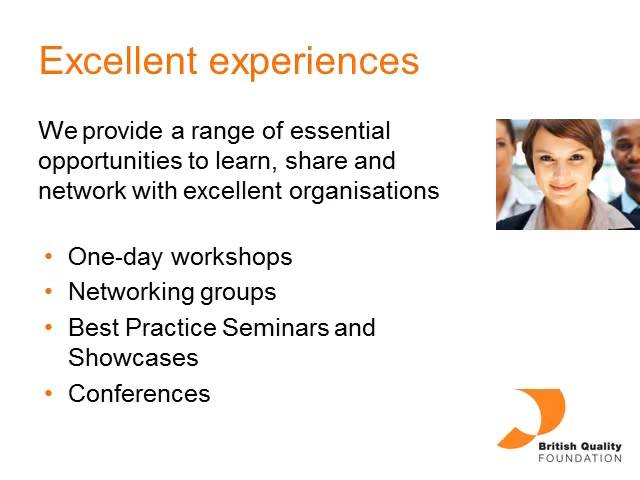 Excellent experiences
We provide a range of essential
opportunities to learn, share and
network with excellent organisations
• One-day workshops
• Networking groups
• Best Practice Seminars and
Showcases
• Conferences
British Quality
FOUNDATION